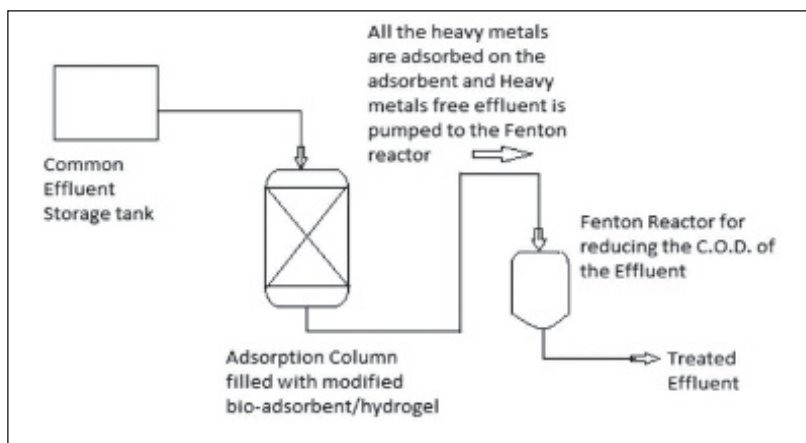 All the heavy metals
are adsorbed on the
adsorbent and Heavy
metals free effluent is
pumped to the Fenton
reactor
Common
Effluent
Storage tank
Fenton Reactor for
reducing the C.O.D. of
the Effluent
Adsorption Column
filled with modified
bio-adsorbent/hydrogel
Treated
Effluent